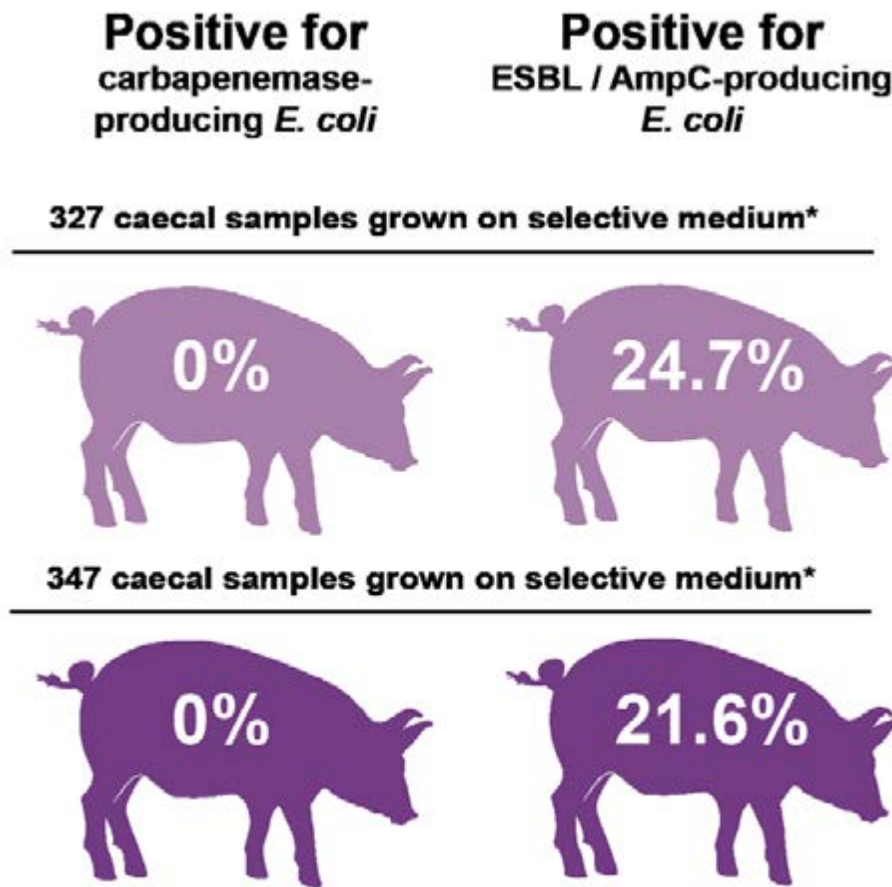 Positive for
carbapenemase-
producing E. coli
Positive for
ESBL / AmpC-producing
E. coli
327 caecal samples grown on selective medium*
0%
24.7%
347 caecal samples grown on selective medium*
0%
21.6%